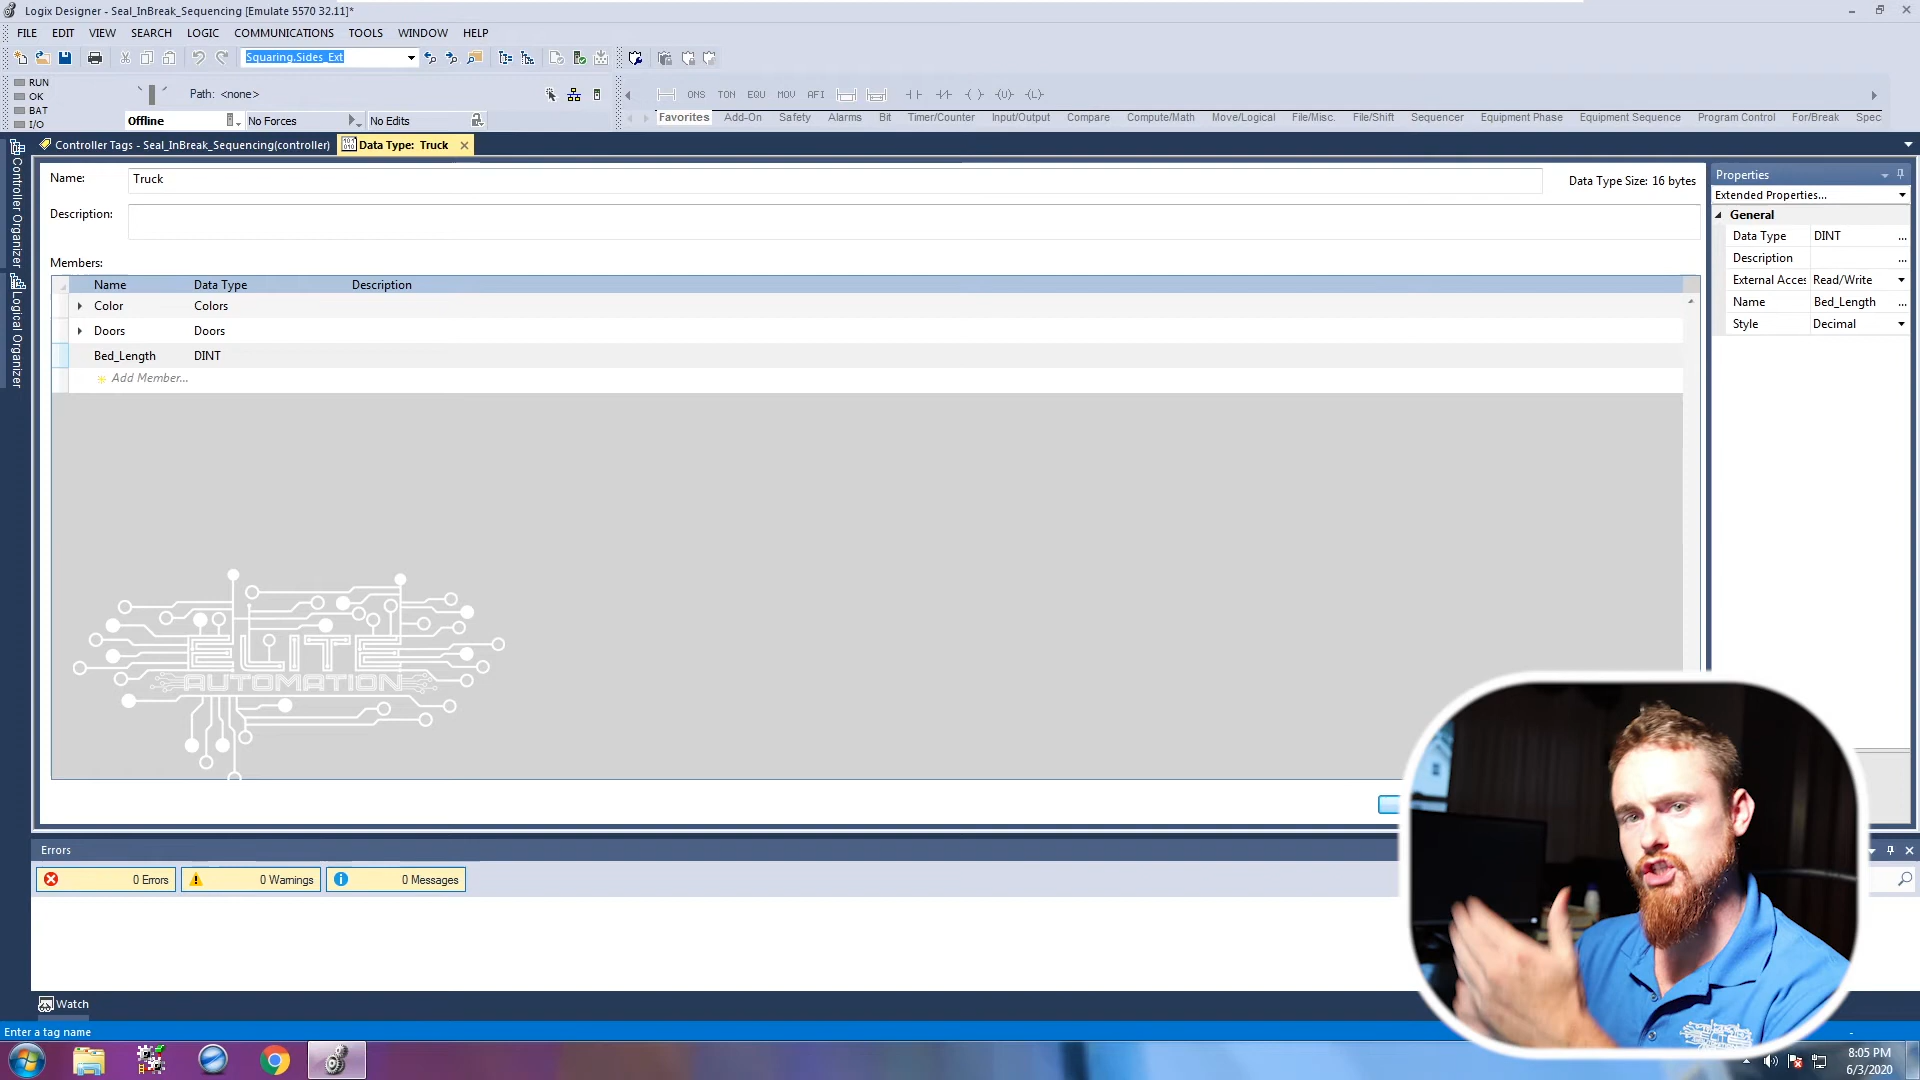 Logix Designer - Seal_InBreak_Sequencing [Emulate 5570 32.11]*
FILE EDIT VIEW SEARCH LOGIC COMMUNICATIONS TOOLS WINDOW HELP
Squaring.Sides_Ext
RUN
OK
BAT
I/O
Path: <none>
Offline No Forces No Edits
ONS TON EQU MOV AFI
Favorites Add-On Safety Alarms Bit Timer/Counter Input/Output Compare Compute/Math Move/Logical File/Misc. File/Shift Sequencer Equipment Phase Equipment Sequence Program Control For/Break Spec
Controller Organizer
Logical Organizer
Controller Tags - Seal_InBreak_Sequencing(controller) Data Type: Truck
Name: Truck Data Type Size: 16 bytes
Description:
Members:
Name Data Type Description
Color Colors
Doors Doors
Bed_Length DINT
Add Member...
Properties
Extended Properties...
General
Data Type DINT ...
Description ...
External Acces Read/Write
Name Bed_Length ...
Style Decimal
ELITE
AUTOMATION
Errors
0 Errors 0 Warnings 0 Messages
Watch
Enter a tag name
8:05 PM
6/3/2020